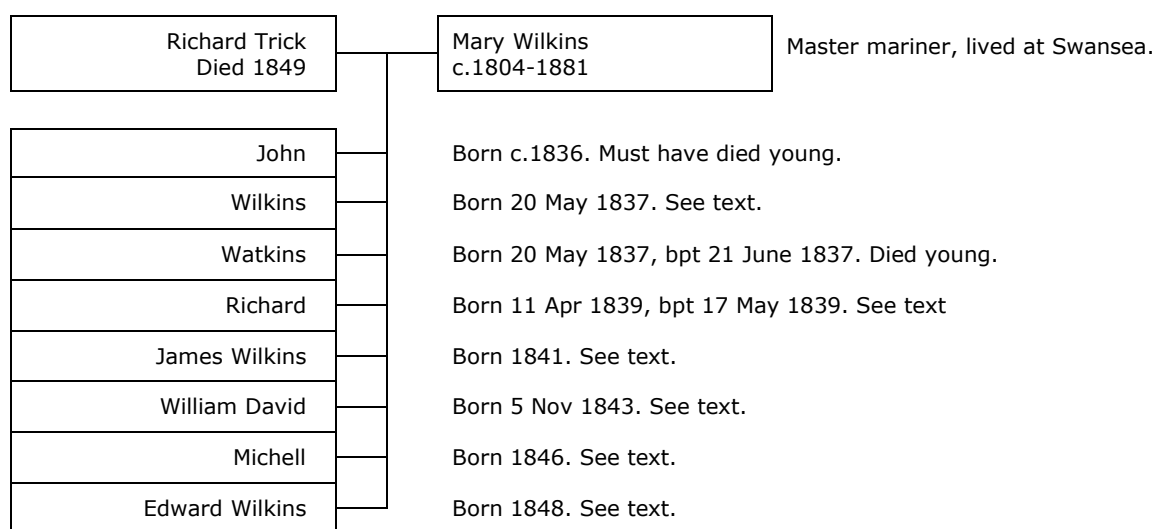 Richard Trick
Died 1849
Mary Wilkins
c.1804-1881
Master mariner, lived at Swansea.
John Born c.1836. Must have died young.
Wilkins Born 20 May 1837. See text.
Watkins Born 20 May 1837, bpt 21 June 1837. Died young.
Richard Born 11 Apr 1839, bpt 17 May 1839. See text
James Wilkins Born 1841. See text.
William David Born 5 Nov 1843. See text.
Michell Born 1846. See text.
Edward Wilkins Born 1848. See text.